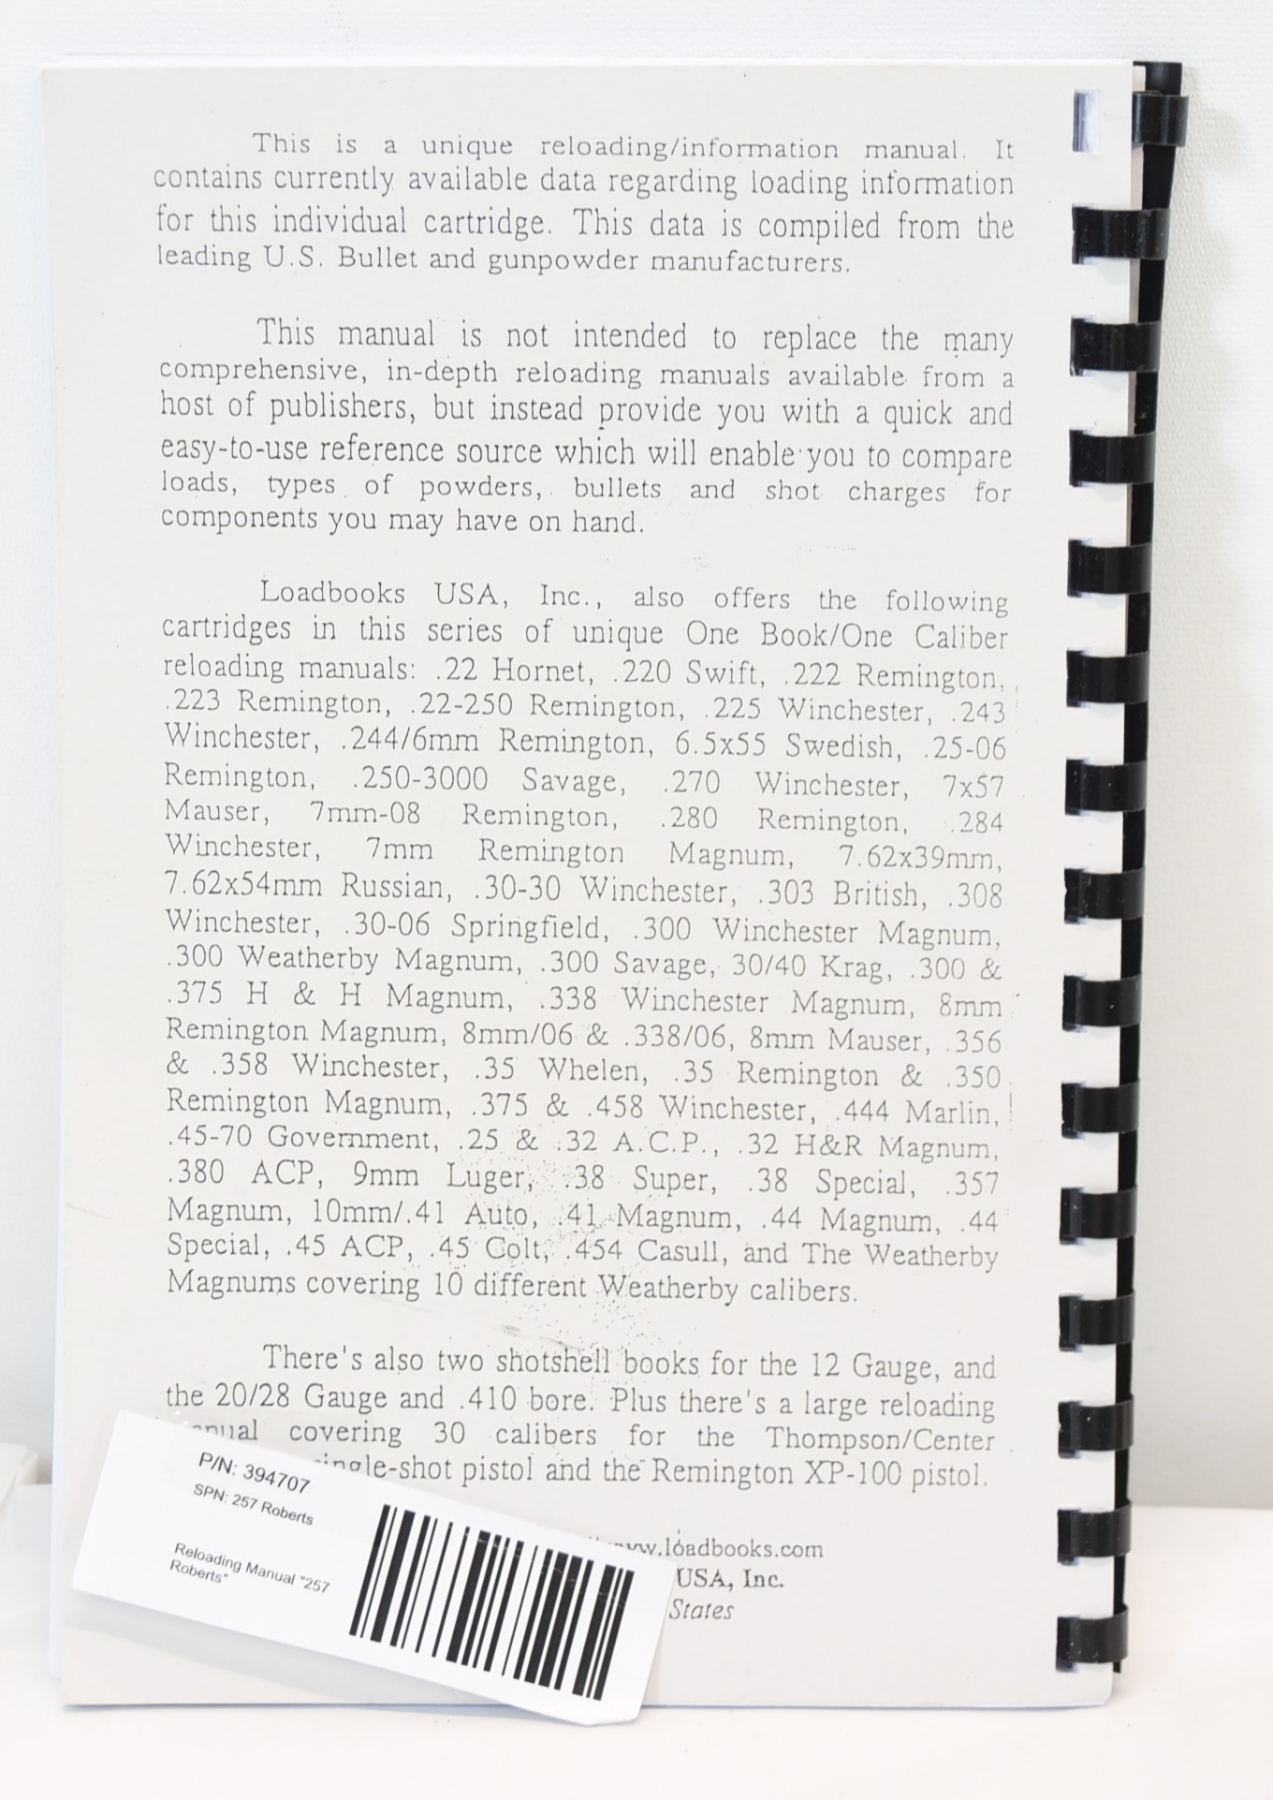 This is a unique reloading/information manual. It
contains currently available data regarding loading information
for this individual cartridge. This data is compiled from the
leading U.S. Bullet and gunpowder manufacturers.
This manual is not intended to replace the many
comprehensive, in-depth reloading manuals available from a
host of publishers, but instead provide you with a quick and
easy-to-use reference source which will enable you to compare
loads, types of powders, bullets and shot charges for
components you may have on hand.
Loadbooks USA, Inc., also offers the following
cartridges in this series of unique One Book/One Caliber
reloading manuals: .22 Hornet, .220 Swift, .222 Remington,
.223 Remington, .22-250 Remington, .225 Winchester, .243
Winchester, .244/6mm Remington, 6.5x55 Swedish, .25-06
Remington, .250-3000 Savage, .270 Winchester, 7x57
Mauser, 7mm-08 Remington, .280 Remington, .284
Winchester, 7mm Remington Magnum, 7.62x39mm,
7.62x54mm Russian, .30-30 Winchester, .303 British, .308
Winchester, .30-06 Springfield, .300 Winchester Magnum,
.300 Weatherby Magnum, .300 Savage, 30/40 Krag, .300 &
.375 H & H Magnum, .338 Winchester Magnum, 8mm
Remington Magnum, 8mm/06 & .338/06, 8mm Mauser, .356
& .358 Winchester, .35 Whelen, .35 Remington & .350
Remington Magnum, .375 & .458 Winchester, .444 Marlin,
.45-70 Government, .25 & .32 A.C.P., .32 H&R Magnum,
.380 ACP, 9mm Luger, .38 Super, .38 Special, .357
Magnum, 10mm/.41 Auto, .41 Magnum, .44 Magnum, .44
Special, .45 ACP, .45 Colt, .454 Casull, and The Weatherby
Magnums covering 10 different Weatherby calibers.
There's also two shotshell books for the 12 Gauge, and
the 20/28 Gauge and .410 bore. Plus there's a large reloading
covering 30 calibers for the Thompson/Center
pistol and the Remington XP-100 pistol.
.loadbooks.com
USA, Inc.
States
P/N: 394707
SPN: 257 Roberts
Reloading Manual "257
Roberts"